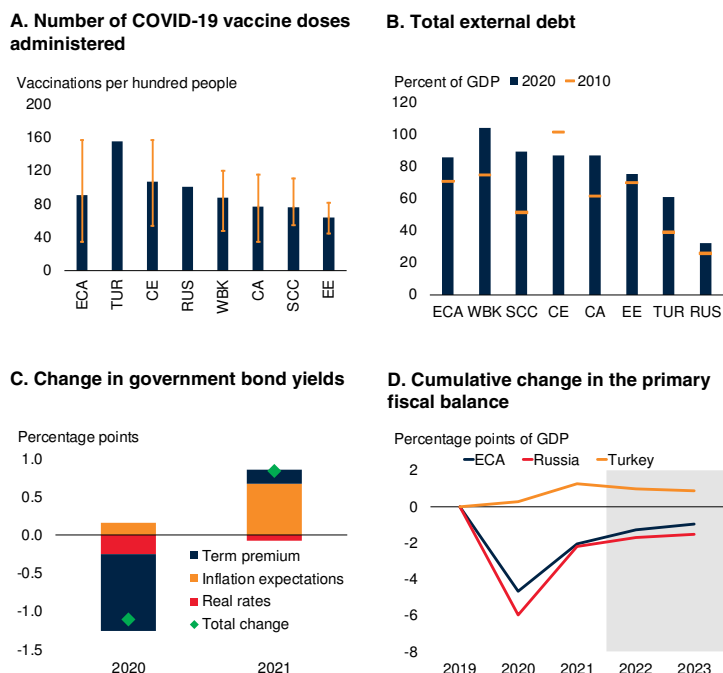 A. Number of COVID-19 vaccine doses
administered
Vaccinations per hundred people
200
160
120
80
40
0
ECA
TUR
CE
RUS
WBK
CA
SCC
EE
B. Total external debt
Percent of GDP 2020 2010
120
100
80
60
40
20
0
ECA WBK SCC CE CA EE TUR RUS
C. Change in government bond yields
Percentage points
1.0
0.5
0.0
-0.5
-1.0
-1.5
Term premium
Inflation expectations
Real rates
Total change
2020 2021
D. Cumulative change in the primary
fiscal balance
Percentage points of GDP
ECA Russia Turkey
2
0
-2
-4
-6
-8
2019 2020 2021 2022 2023